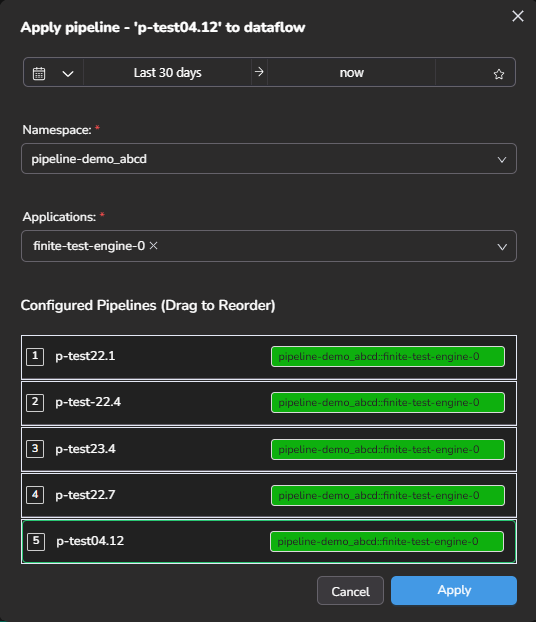 Apply pipeline - 'p-test04.12' to dataflow
Last 30 days → now
Namespace: *
pipeline-demo_abcd
Applications: *
finite-test-engine-0 ×
Configured Pipelines (Drag to Reorder)
1 p-test22.1 pipeline-demo_abcd::finite-test-engine-0
2 p-test-22.4 pipeline-demo_abcd::finite-test-engine-0
3 p-test23.4 pipeline-demo_abcd::finite-test-engine-0
4 p-test22.7 pipeline-demo_abcd::finite-test-engine-0
5 p-test04.12 pipeline-demo_abcd::finite-test-engine-0
Cancel Apply